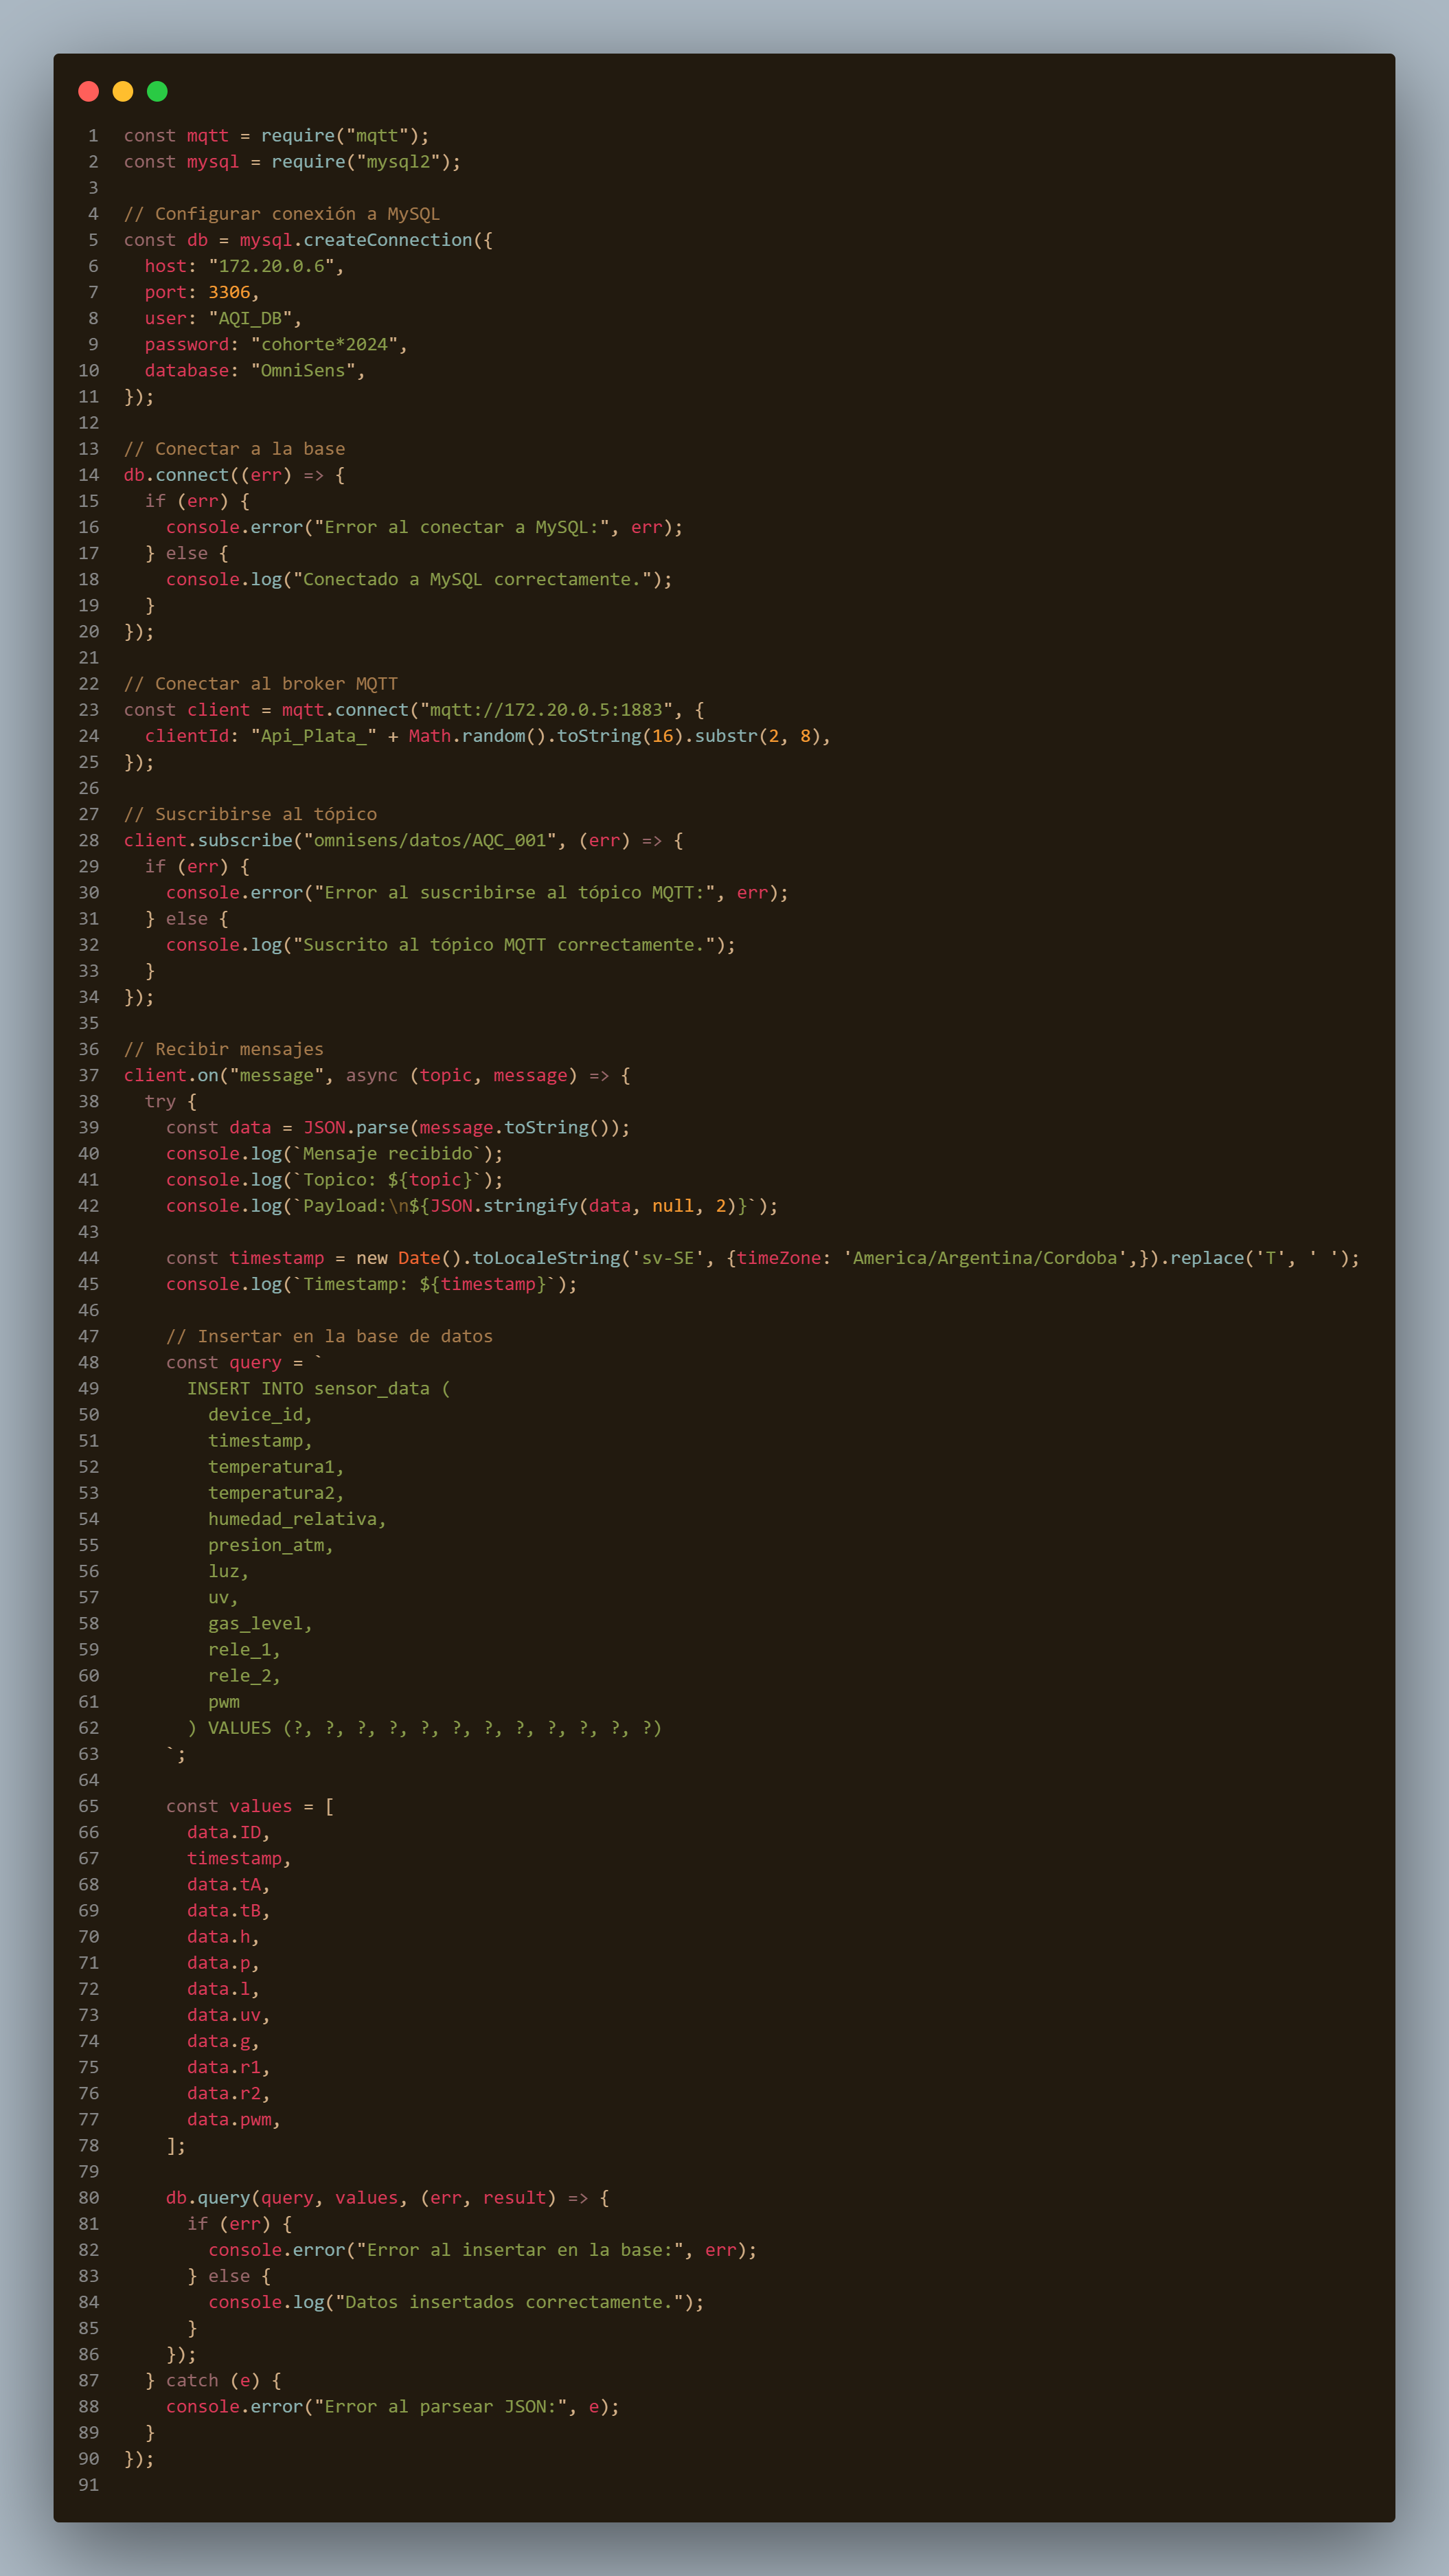 1 const mqtt = require("mqtt");
2 const mysql = require("mysql2");
3
4 // Configurar conexión a MySQL
5 const db = mysql.createConnection({
6   host: "172.20.0.6",
7   port: 3306,
8   user: "AQI_DB",
9   password: "cohorte*2024",
10   database: "OmniSens",
11 });
12
13 // Conectar a la base
14 db.connect((err) => {
15   if (err) {
16     console.error("Error al conectar a MySQL:", err);
17   } else {
18     console.log("Conectado a MySQL correctamente.");
19   }
20 });
21
22 // Conectar al broker MQTT
23 const client = mqtt.connect("mqtt://172.20.0.5:1883", {
24   clientId: "Api_Plata_" + Math.random().toString(16).substr(2, 8),
25 });
26
27 // Suscribirse al tópico
28 client.subscribe("omnisens/datos/AQC_001", (err) => {
29   if (err) {
30     console.error("Error al suscribirse al tópico MQTT:", err);
31   } else {
32     console.log("Suscrito al tópico MQTT correctamente.");
33   }
34 });
35
36 // Recibir mensajes
37 client.on("message", async (topic, message) => {
38   try {
39     const data = JSON.parse(message.toString());
40     console.log(`Mensaje recibido`);
41     console.log(`Topico: ${topic}`);
42     console.log(`Payload:\n${JSON.stringify(data, null, 2)}`);
43
44     const timestamp = new Date().toLocaleString('sv-SE', {timeZone: 'America/Argentina/Cordoba',}).replace('T', ' ');
45     console.log(`Timestamp: ${timestamp}`);
46
47     // Insertar en la base de datos
48     const query = `
49       INSERT INTO sensor_data (
50         device_id,
51         timestamp,
52         temperatura1,
53         temperatura2,
54         humedad_relativa,
55         presion_atm,
56         luz,
57         uv,
58         gas_level,
59         rele_1,
60         rele_2,
61         pwm
62       ) VALUES (?, ?, ?, ?, ?, ?, ?, ?, ?, ?, ?, ?)
63     `;
64
65     const values = [
66       data.ID,
67       timestamp,
68       data.tA,
69       data.tB,
70       data.h,
71       data.p,
72       data.l,
73       data.uv,
74       data.g,
75       data.r1,
76       data.r2,
77       data.pwm,
78     ];
79
80     db.query(query, values, (err, result) => {
81       if (err) {
82         console.error("Error al insertar en la base:", err);
83       } else {
84         console.log("Datos insertados correctamente.");
85       }
86     });
87   } catch (e) {
88     console.error("Error al parsear JSON:", e);
89   }
90 });
91